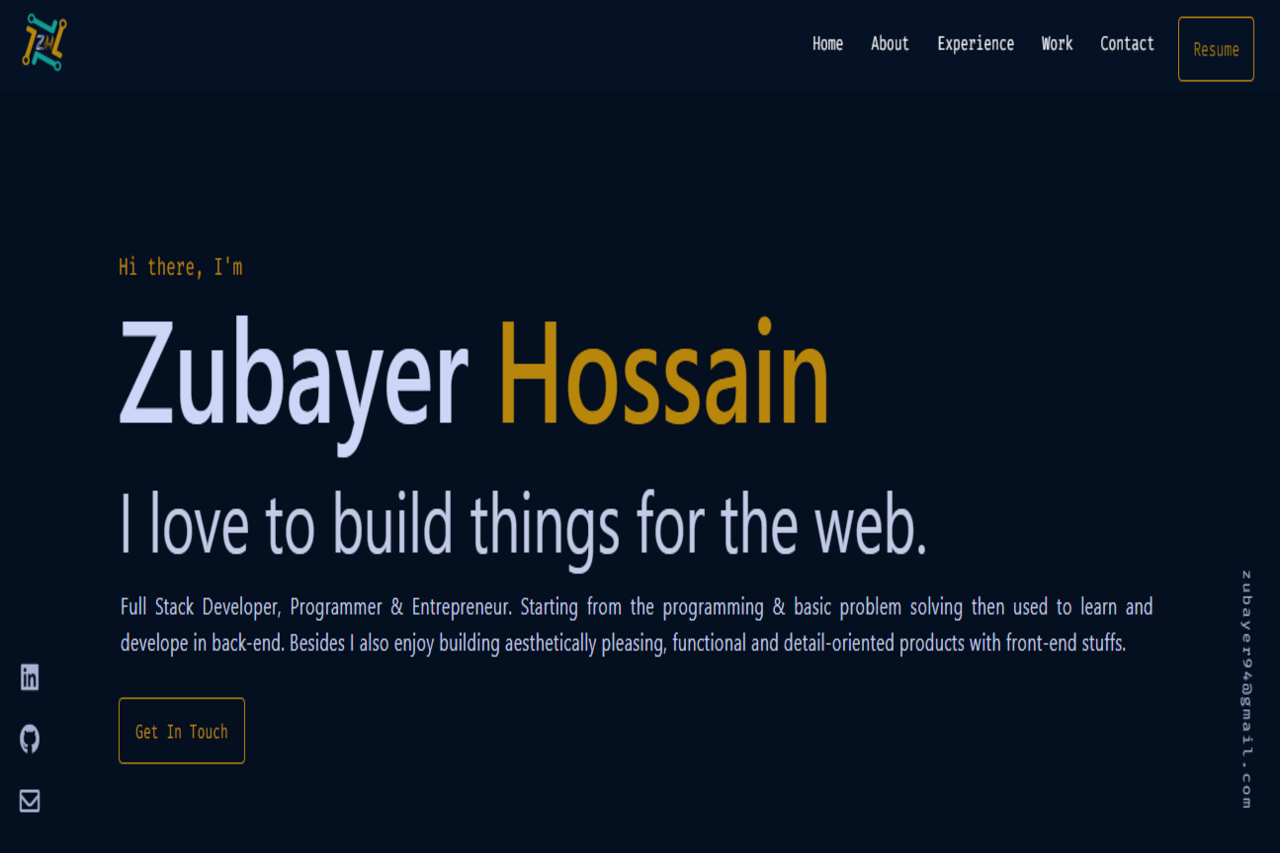 ZH
Home About Experience Work Contact Resume
Hi there, I'm
Zubayer Hossain
I love to build things for the web.
Full Stack Developer, Programmer & Entrepreneur. Starting from the programming & basic problem solving then used to learn and
develope in back-end. Besides I also enjoy building aesthetically pleasing, functional and detail-oriented products with front-end stuffs.
in
Get In Touch
zubayer94@gmail.com